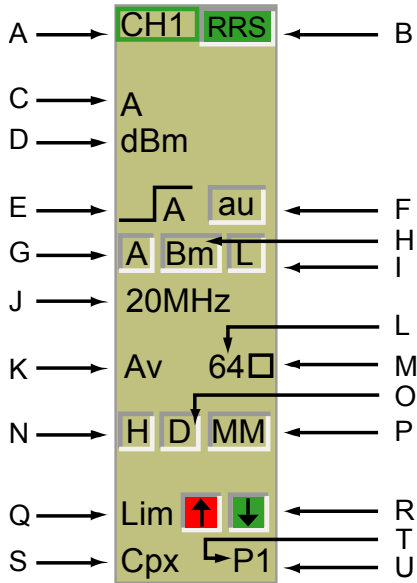 A CH1 RRS B
C A
D dBm
E A au F
G A Bm L H
I
J 20MHz
L
K Av 64 M
O
N H D MM P
Q Lim ↑ ↓ R
T
S Cpx P1 U